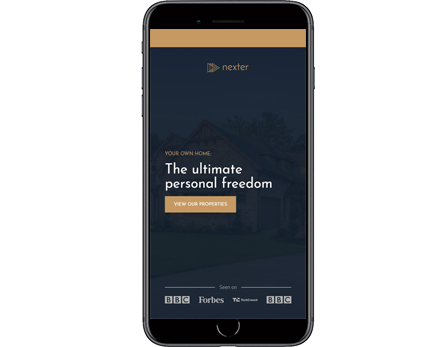 nexter
YOUR OWN HOME
The ultimate
personal freedom
VIEW OUR PROPERTIES
Seen on
BBC Forbes TC TechCrunch BBC